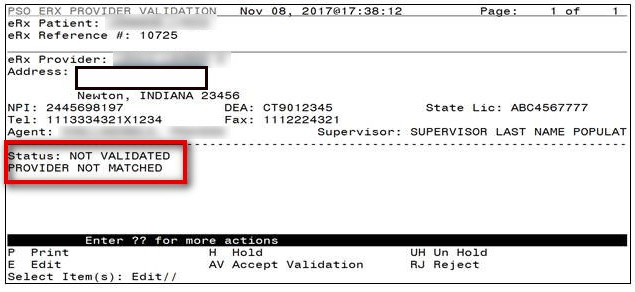 PSO ERX PROVIDER VALIDATION Nov 08, 2017@17:38:12 Page: 1 of 1
eRx Patient:
eRx Reference #: 10725
eRx Provider:
Address:
Newton, INDIANA 23456
NPI: 2445698197 DEA: CT9012345 State Lic: ABC4567777
Tel: 1113334321X1234 Fax: 1112224321
Agent: Supervisor: SUPERVISOR LAST NAME POPULAT
Status: NOT VALIDATED
PROVIDER NOT MATCHED
Enter ?? for more actions
P Print H Hold UH Un Hold
E Edit AV Accept Validation RJ Reject
Select Item(s): Edit//